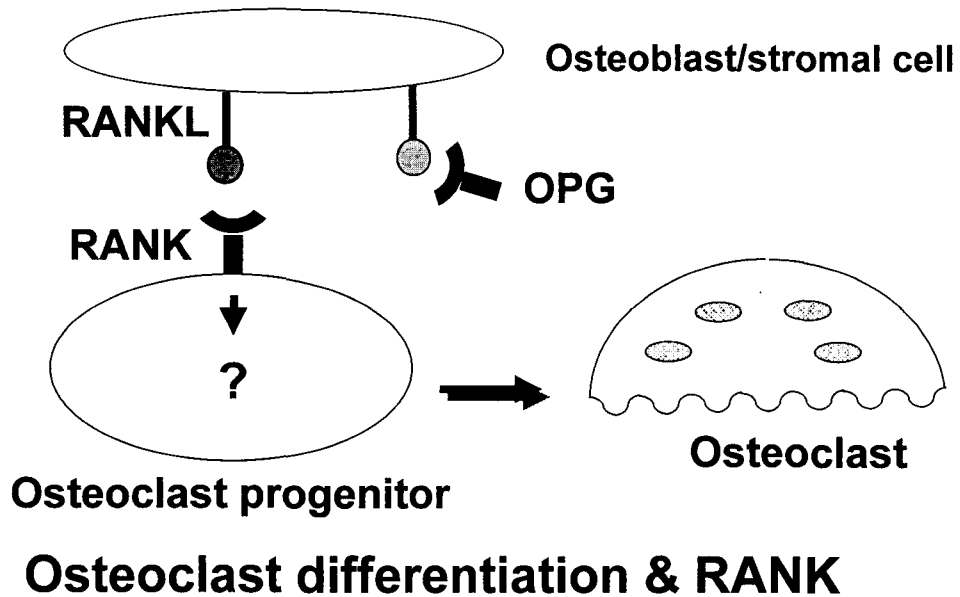 Osteoblast/stromal cell
RANKL
OPG
RANK
?
Osteoclast
Osteoclast progenitor
Osteoclast differentiation & RANK